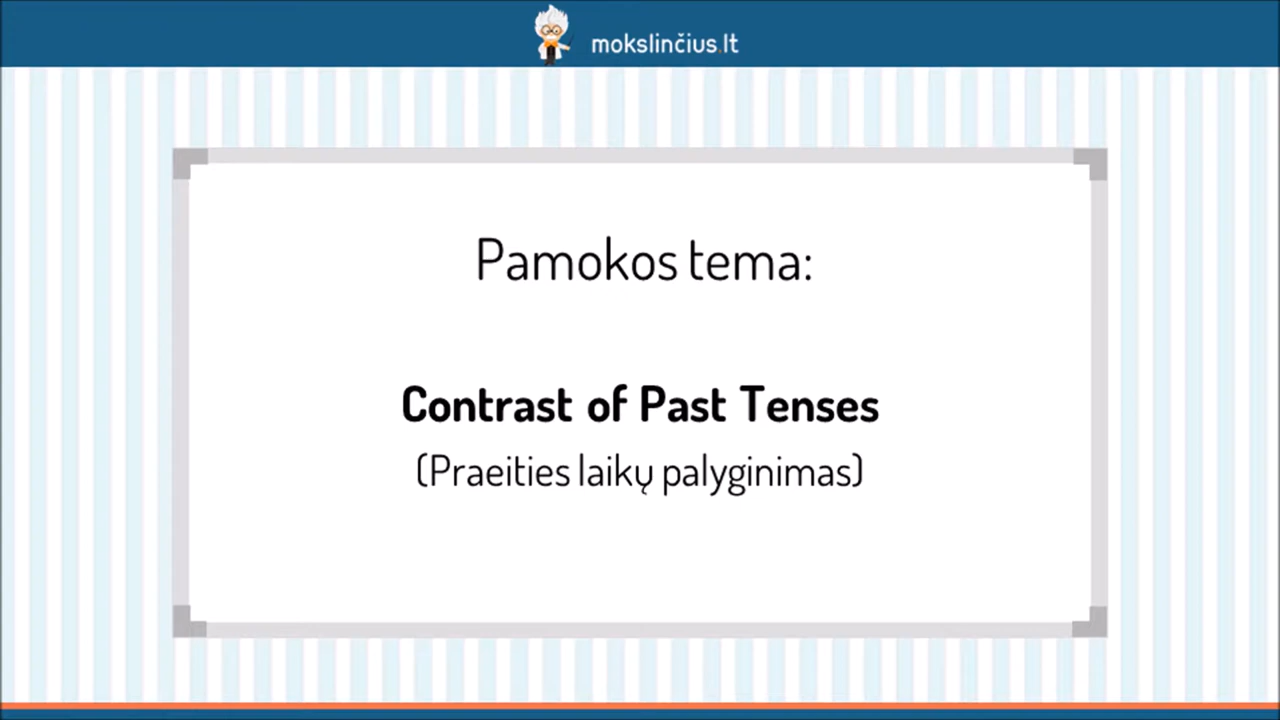 mokslinčius.lt
Pamokos tema:
Contrast of Past Tenses
(Praeities laikų palyginimas)